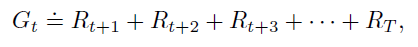 G_t ≐ R_{t+1} + R_{t+2} + R_{t+3} + ⋯ + R_T,